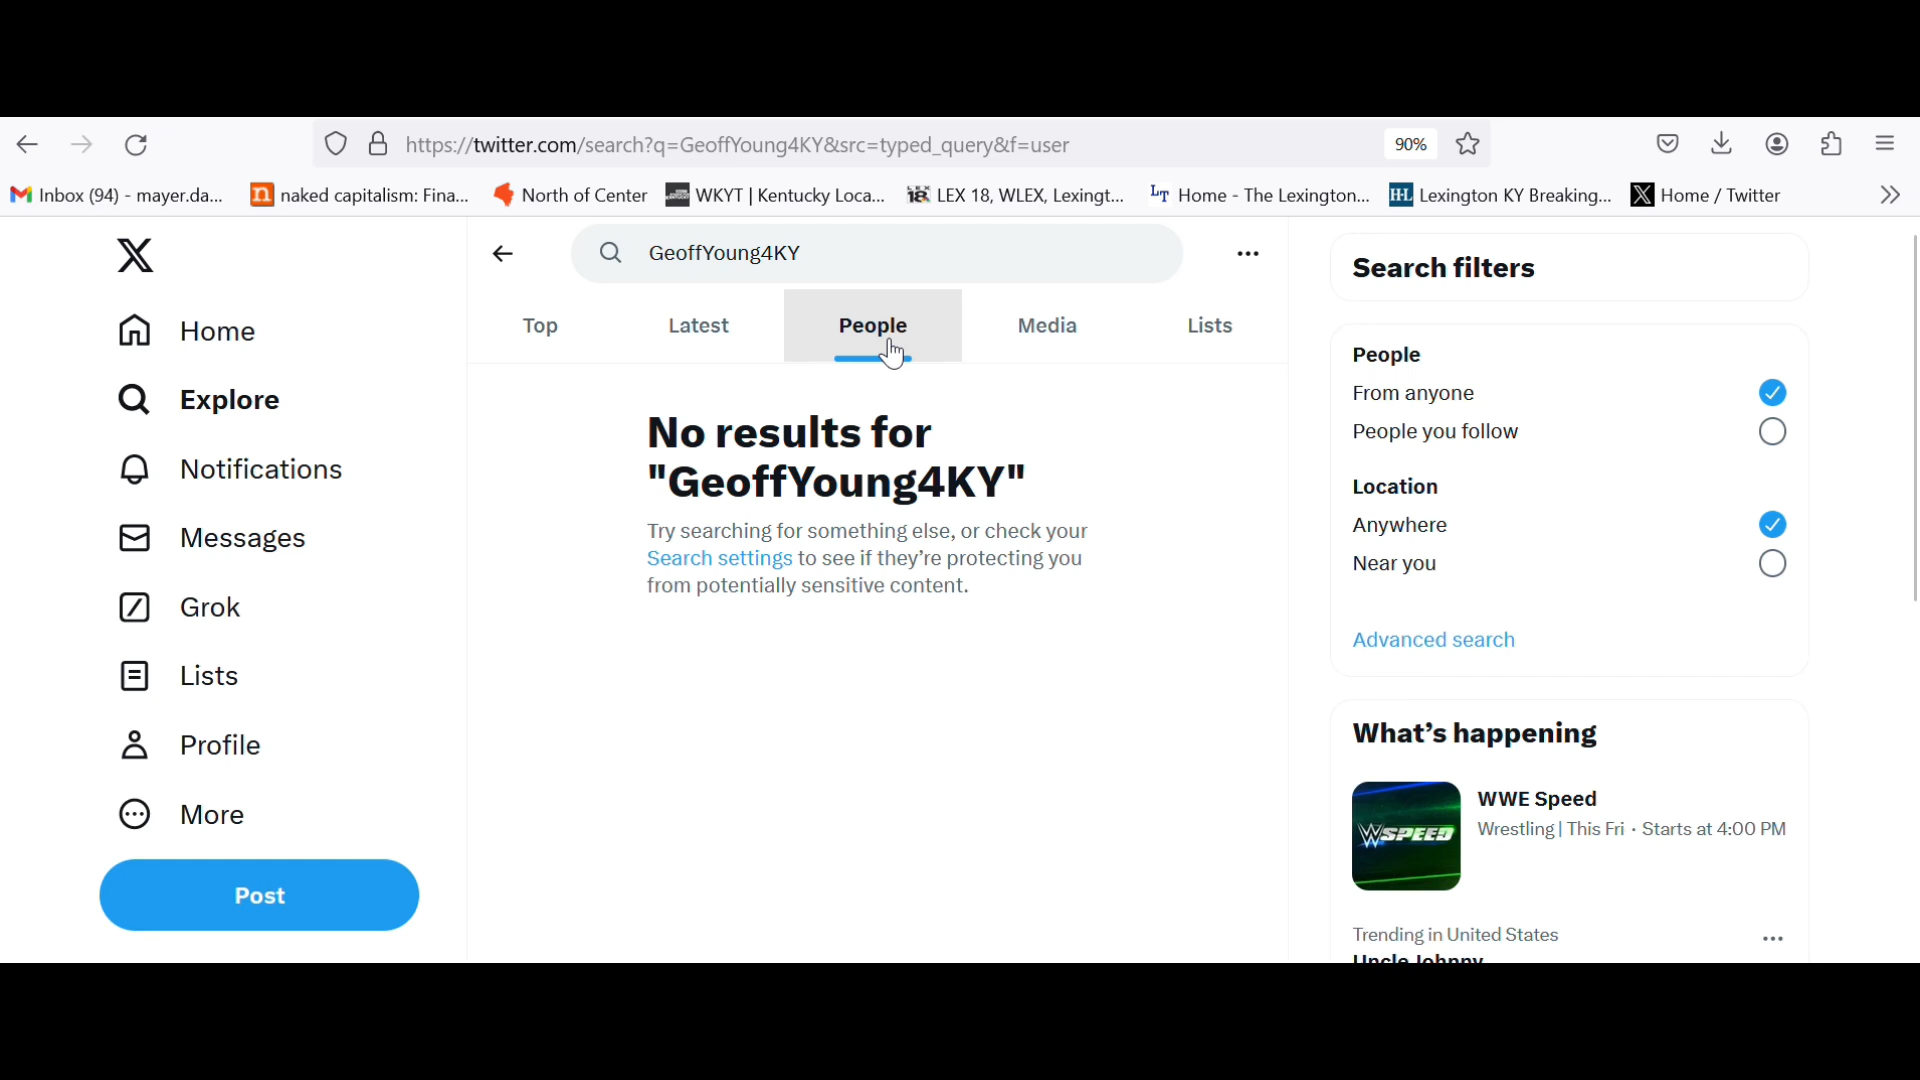 https://twitter.com/search?q=GeoffYoung4KY&src=typed_query&f=user
90%
Inbox (94) - mayer.da...
naked capitalism: Fina...
North of Center
WKYT | Kentucky Loca...
LEX 18, WLEX, Lexingt...
LT Home - The Lexington...
H-L Lexington KY Breaking...
Home / Twitter
GeoffYoung4KY
Top
Latest
People
Media
Lists
No results for
"GeoffYoung4KY"
Try searching for something else, or check your
Search settings to see if they're protecting you
from potentially sensitive content.
Home
Explore
Notifications
Messages
Grok
Lists
Profile
More
Post
Search filters
People
From anyone
People you follow
Location
Anywhere
Near you
Advanced search
What's happening
W SPEED
WWE Speed
Wrestling | This Fri · Starts at 4:00 PM
Trending in United States
Uncle Johnny